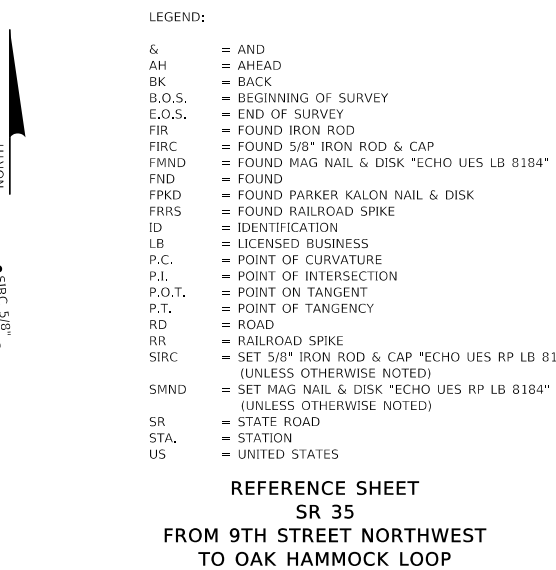 LEGEND:
& = AND
AH = AHEAD
BK = BACK
B.O.S. = BEGINNING OF SURVEY
E.O.S. = END OF SURVEY
FIR = FOUND IRON ROD
FIRC = FOUND 5/8" IRON ROD & CAP
FMND = FOUND MAG NAIL & DISK "ECHO UES LB 8184"
FND = FOUND
FPKD = FOUND PARKER KALON NAIL & DISK
FRRS = FOUND RAILROAD SPIKE
ID = IDENTIFICATION
LB = LICENSED BUSINESS
P.C. = POINT OF CURVATURE
P.I. = POINT OF INTERSECTION
P.O.T. = POINT ON TANGENT
P.T. = POINT OF TANGENCY
RD = ROAD
RR = RAILROAD SPIKE
SIRC = SET 5/8" IRON ROD & CAP "ECHO UES RP LB 81
(UNLESS OTHERWISE NOTED)
SMND = SET MAG NAIL & DISK "ECHO UES RP LB 8184"
(UNLESS OTHERWISE NOTED)
SR = STATE ROAD
STA. = STATION
US = UNITED STATES
REFERENCE SHEET
SR 35
FROM 9TH STREET NORTHWEST
TO OAK HAMMOCK LOOP
SIRC 5/8"